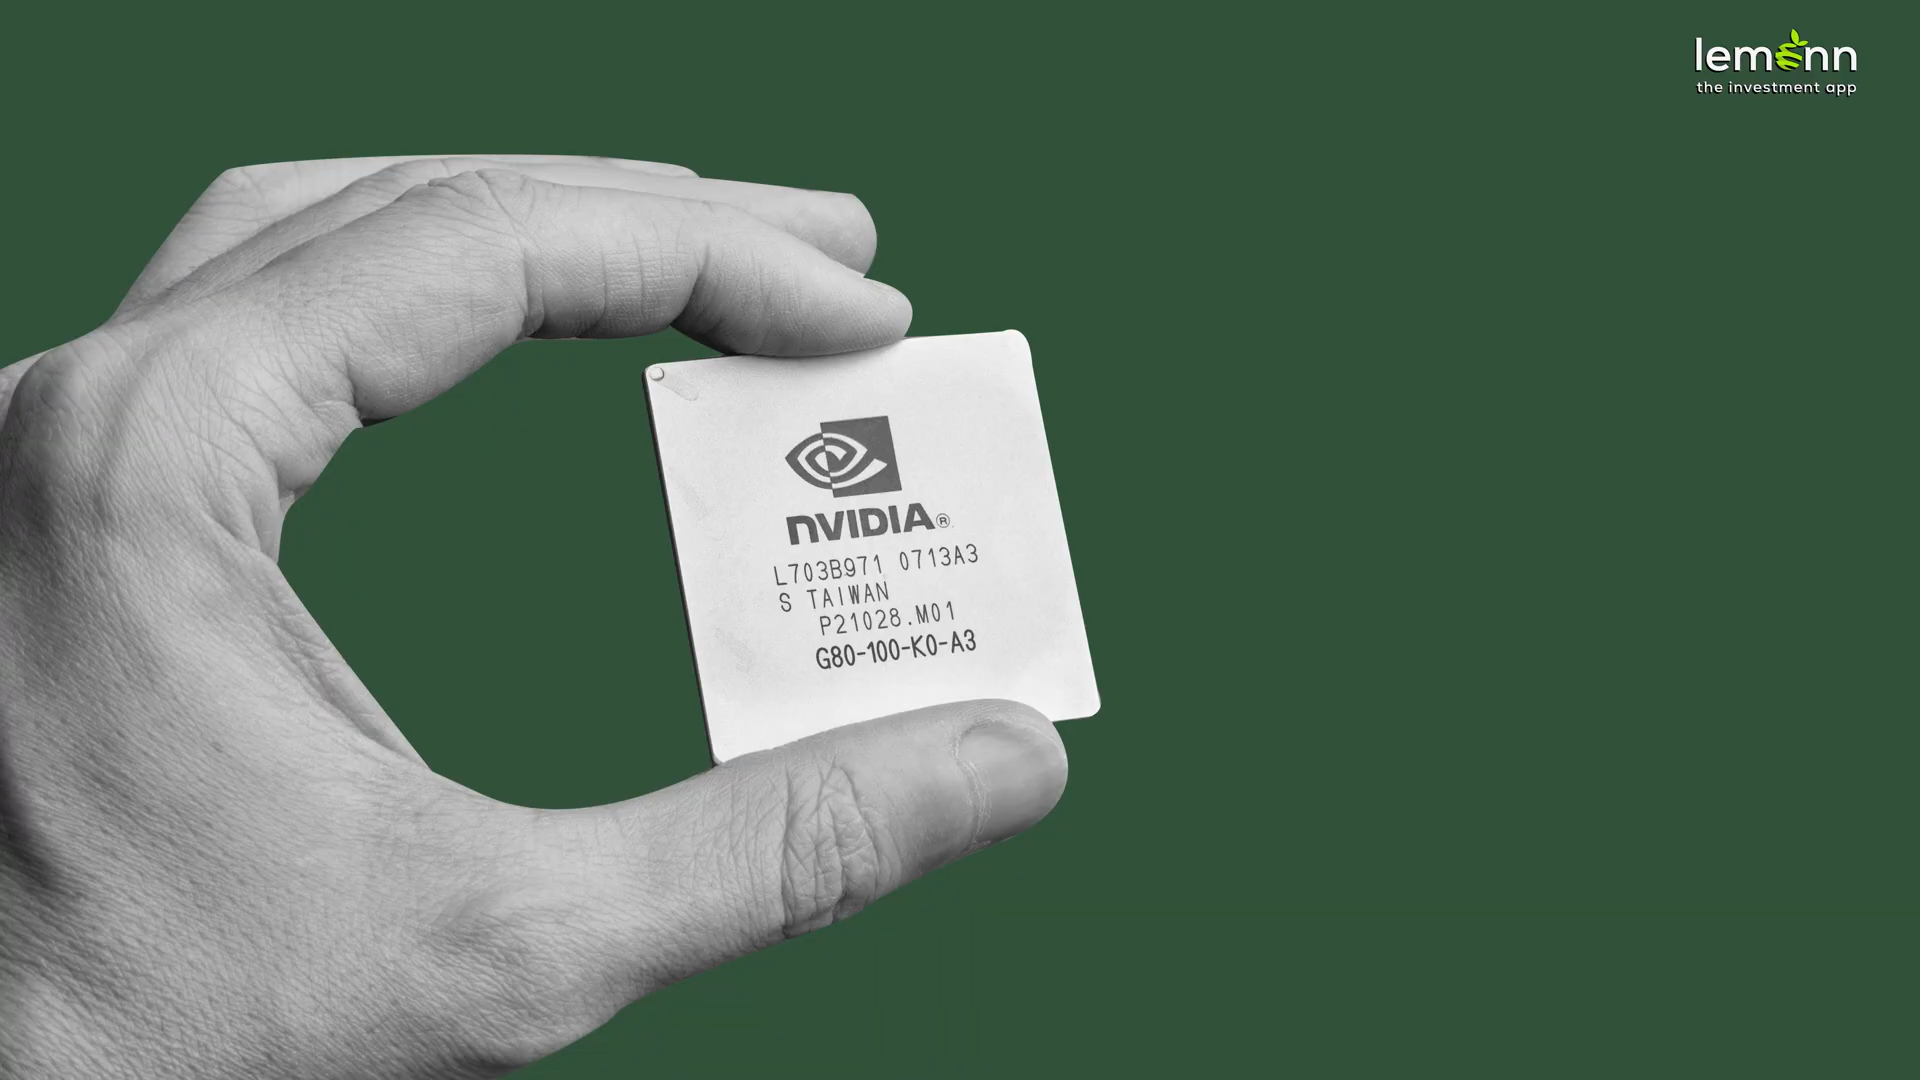 lemonn
the investment app
NVIDIA®
L703B971 0713A3
S TAIWAN
P21028.M01
G80-100-K0-A3